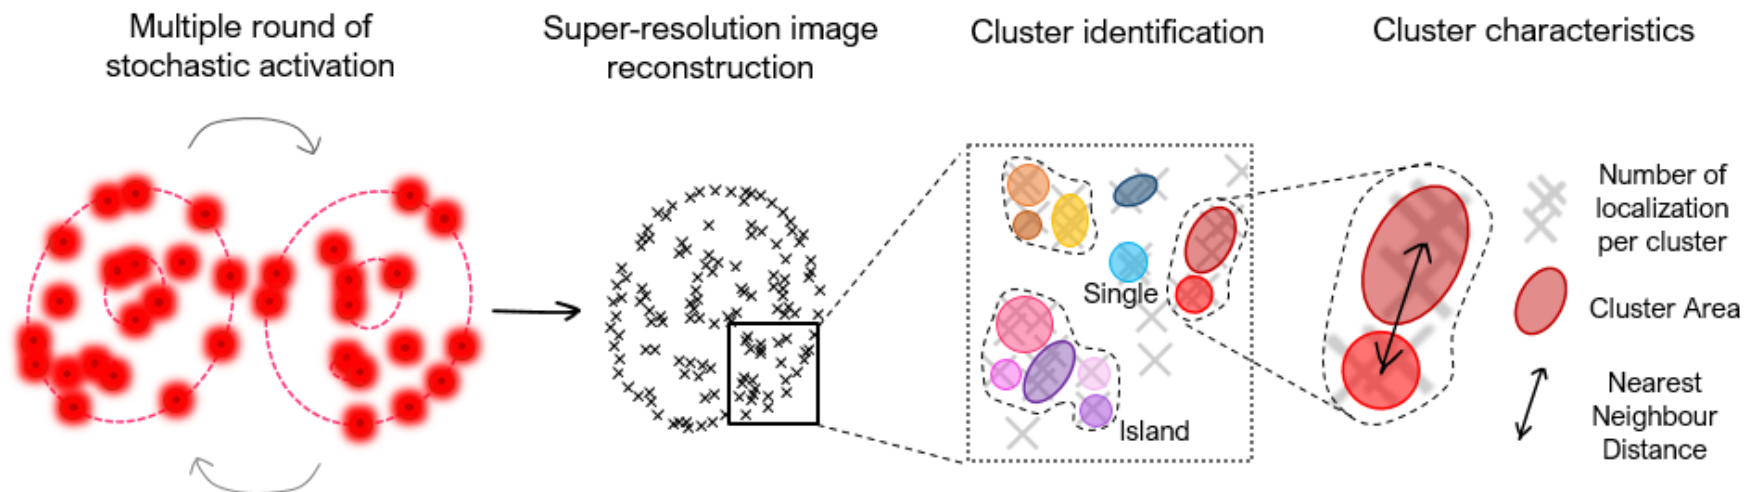 Multiple round of
stochastic activation
Super-resolution image
reconstruction
Cluster identification
Cluster characteristics
Single
Island
Number of
localization
per cluster
Cluster Area
Nearest
Neighbour
Distance